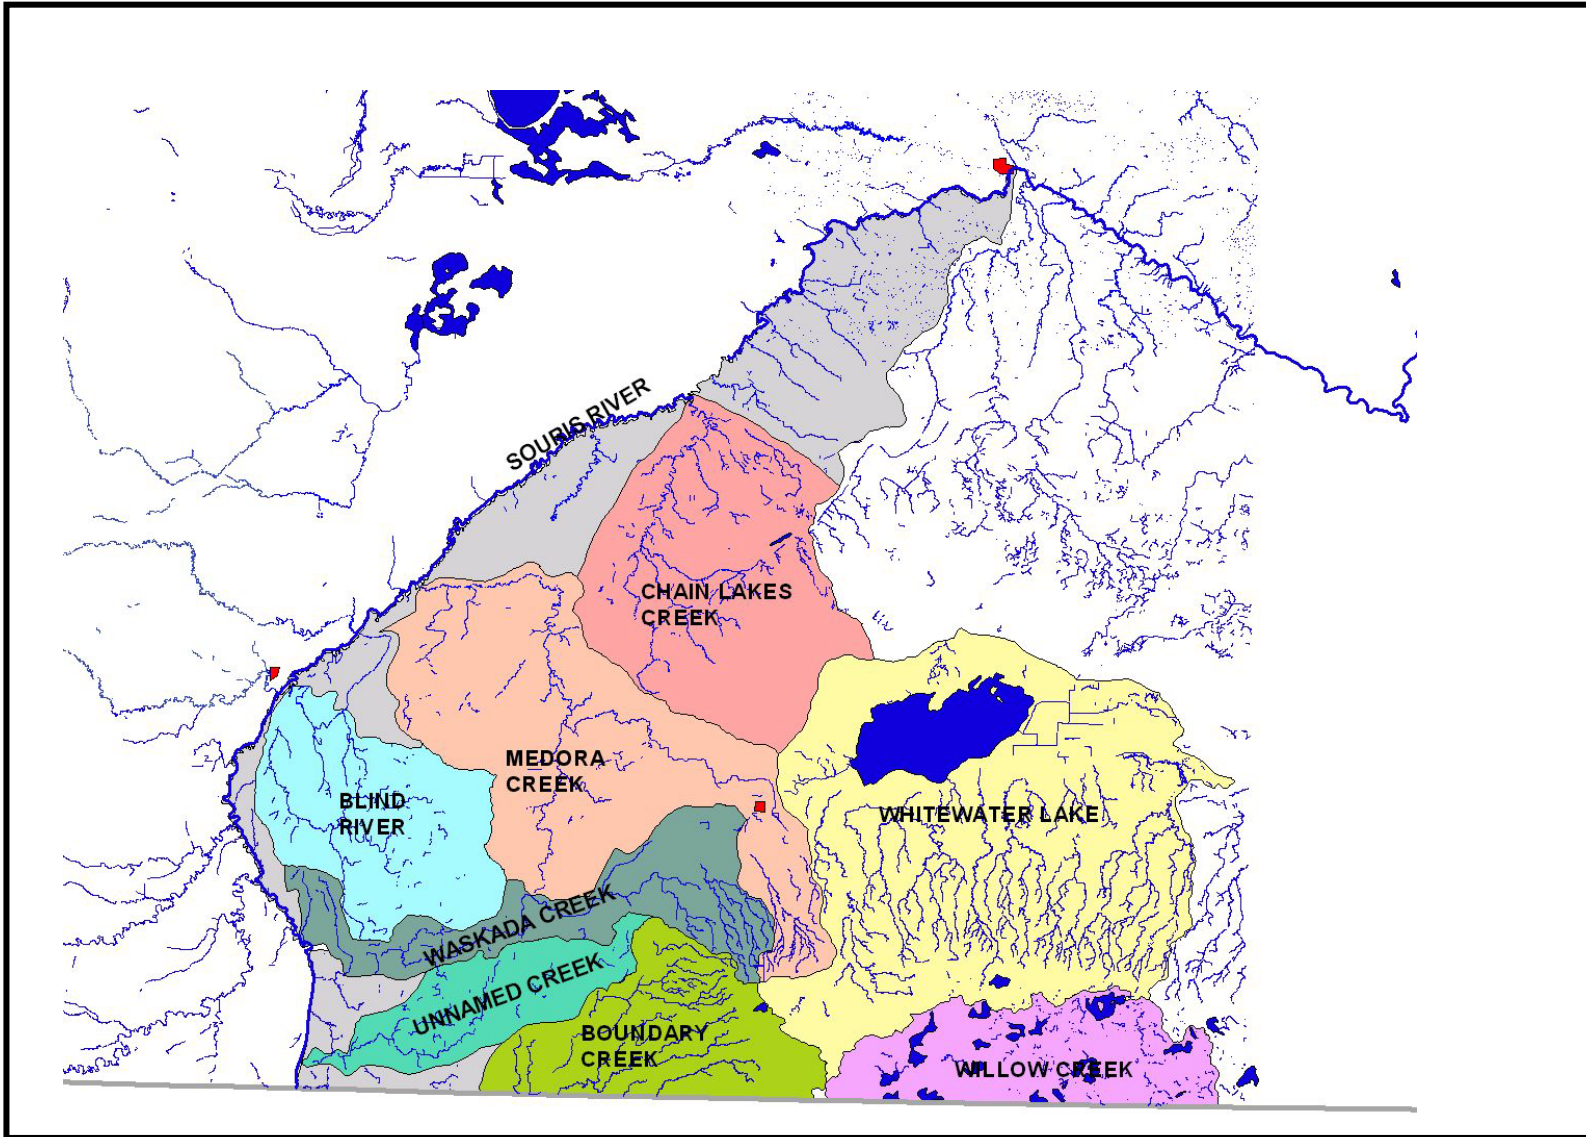 SOURIS RIVER
CHAIN LAKES
CREEK
MEDORA
CREEK
BLIND
RIVER
WHITEWATER LAKE
WASKADA CREEK
UNNAMED CREEK
BOUNDARY
CREEK
WILLOW CREEK